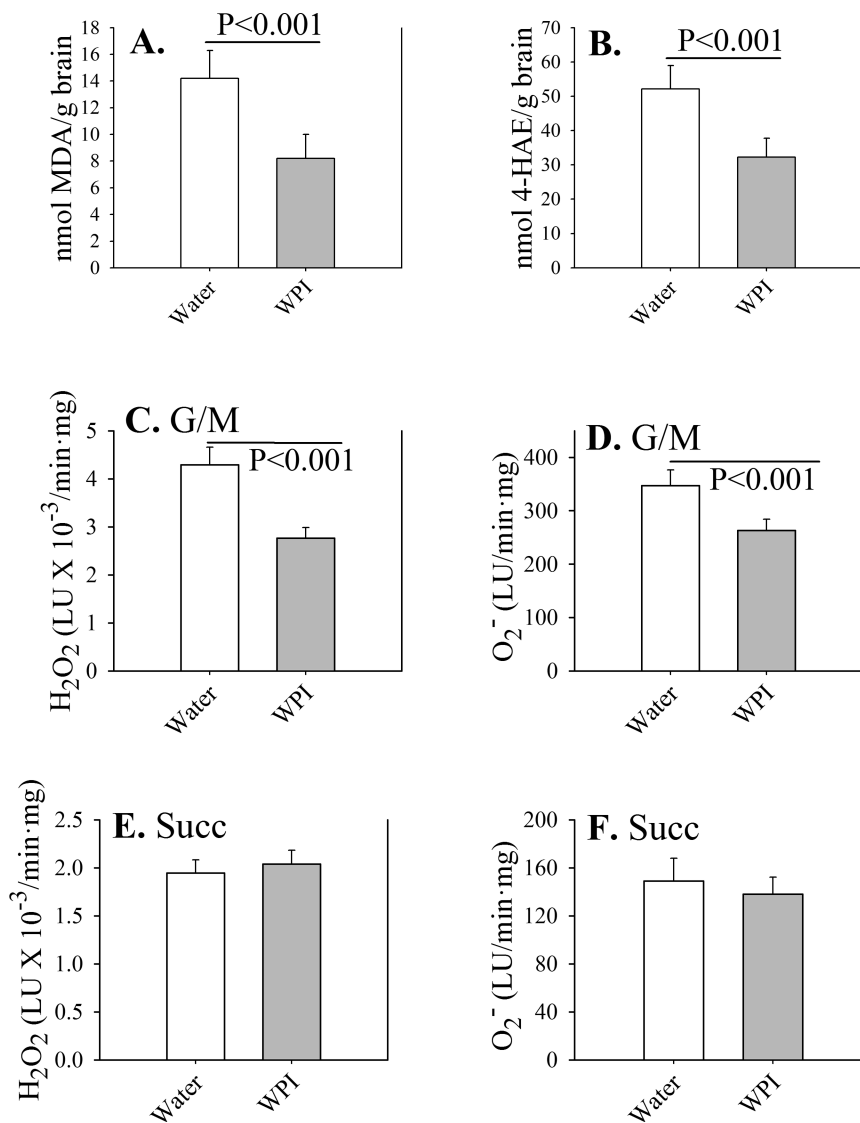 A.
P<0.001
nmol MDA/g brain
18
16
14
12
10
8
6
4
2
0
Water
WPI
B.
P<0.001
nmol 4-HAE/g brain
70
60
50
40
30
20
10
0
Water
WPI
C. G/M
P<0.001
H₂O₂ (LU X 10⁻³/min·mg)
5
4
3
2
1
0
Water
WPI
D. G/M
P<0.001
O₂⁻ (LU/min·mg)
400
300
200
100
0
Water
WPI
E. Succ
H₂O₂ (LU X 10⁻³/min·mg)
2.5
2.0
1.5
1.0
0.5
0.0
Water
WPI
F. Succ
O₂⁻ (LU/min·mg)
200
160
120
80
40
0
Water
WPI